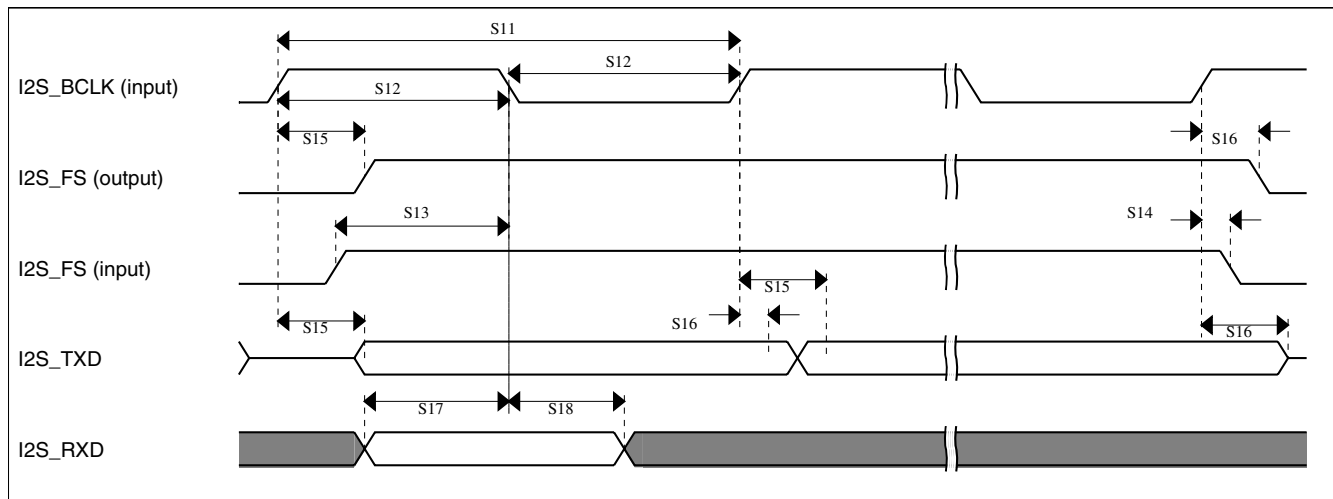 S11
I2S_BCLK (input)
S12
S12
S15
S16
I2S_FS (output)
S13
S14
I2S_FS (input)
S15
S15
S16
S16
I2S_TXD
S17
S18
I2S_RXD